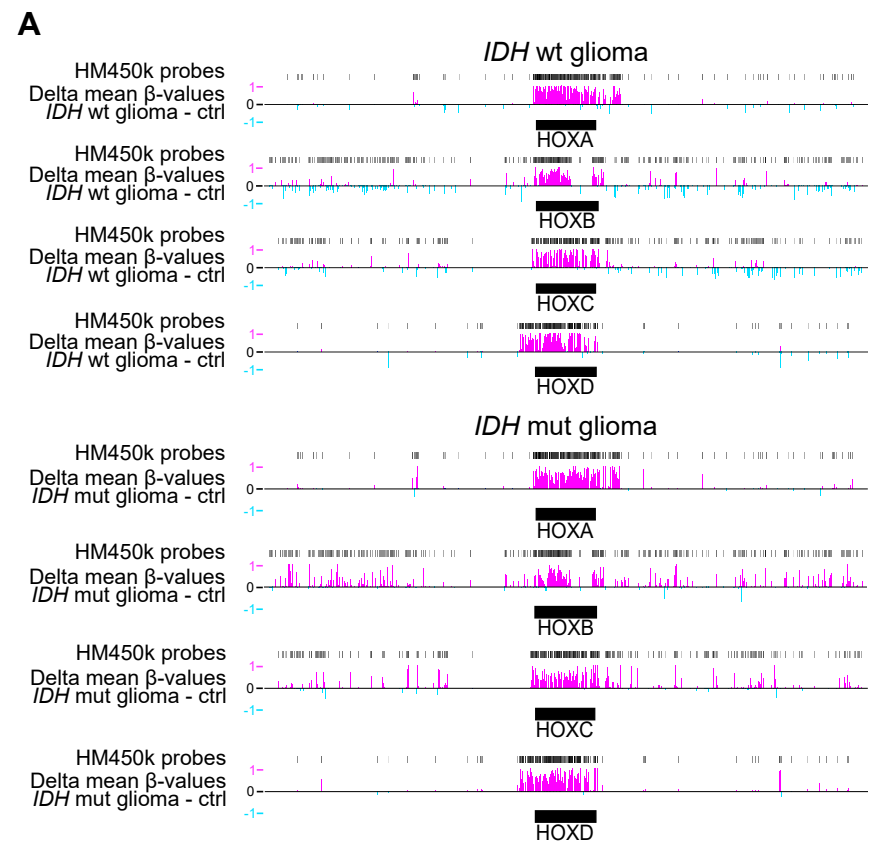 A
IDH wt glioma
HM450k probes
1
Delta mean β-values
0
IDH wt glioma - ctrl
-1
HOXA
HM450k probes
1
Delta mean β-values
0
IDH wt glioma - ctrl
-1
HOXB
HM450k probes
1
Delta mean β-values
0
IDH wt glioma - ctrl
-1
HOXC
HM450k probes
1
Delta mean β-values
0
IDH wt glioma - ctrl
-1
HOXD
IDH mut glioma
HM450k probes
1
Delta mean β-values
0
IDH mut glioma - ctrl
-1
HOXA
HM450k probes
1
Delta mean β-values
0
IDH mut glioma - ctrl
-1
HOXB
HM450k probes
1
Delta mean β-values
0
IDH mut glioma - ctrl
-1
HOXC
HM450k probes
1
Delta mean β-values
0
IDH mut glioma - ctrl
-1
HOXD